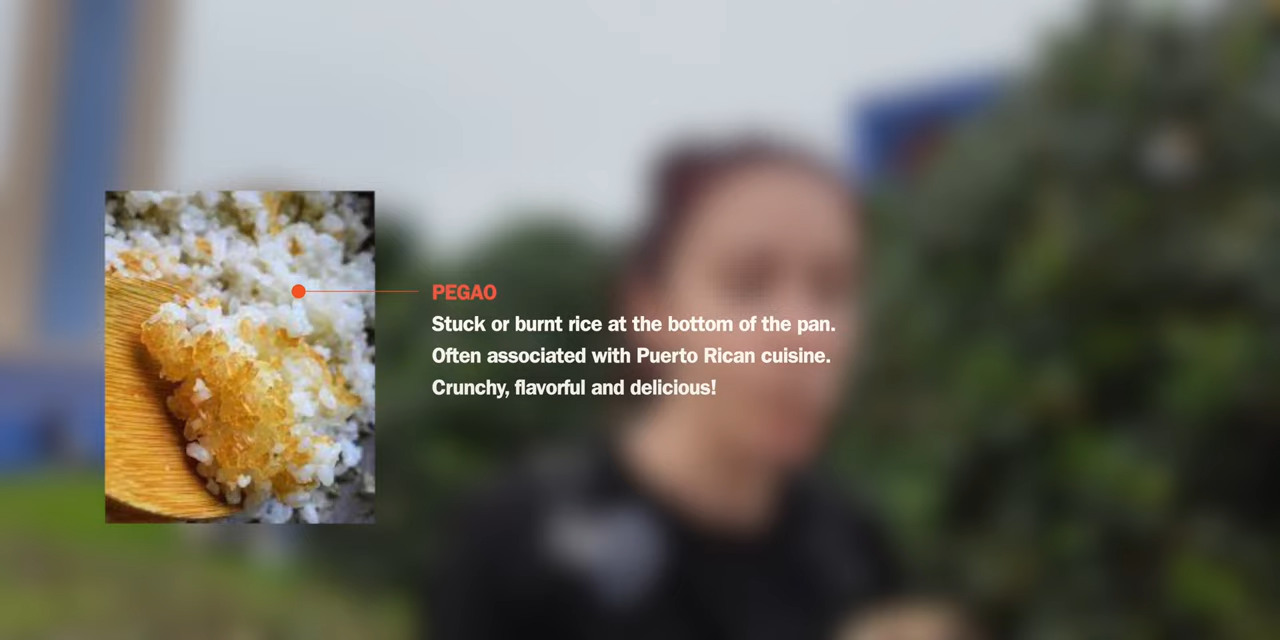 PEGAO
Stuck or burnt rice at the bottom of the pan.
Often associated with Puerto Rican cuisine.
Crunchy, flavorful and delicious!